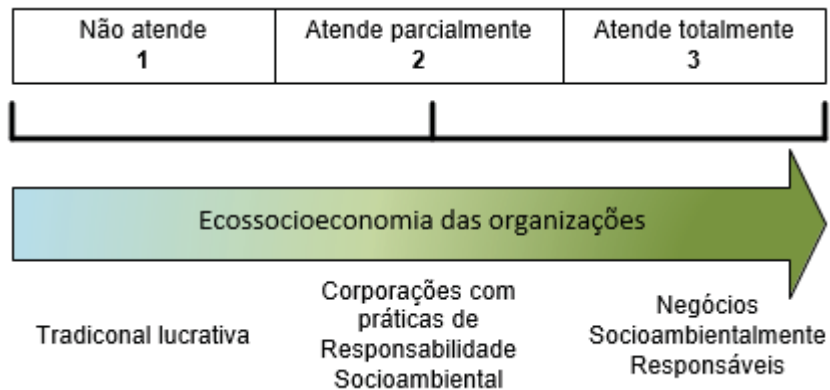 Não atende
1
Atende parcialmente
2
Atende totalmente
3
Ecossocioeconomia das organizações
Tradiconal lucrativa
Corporações com
práticas de
Responsabilidade
Socioambiental
Negócios
Socioambientalmente
Responsáveis